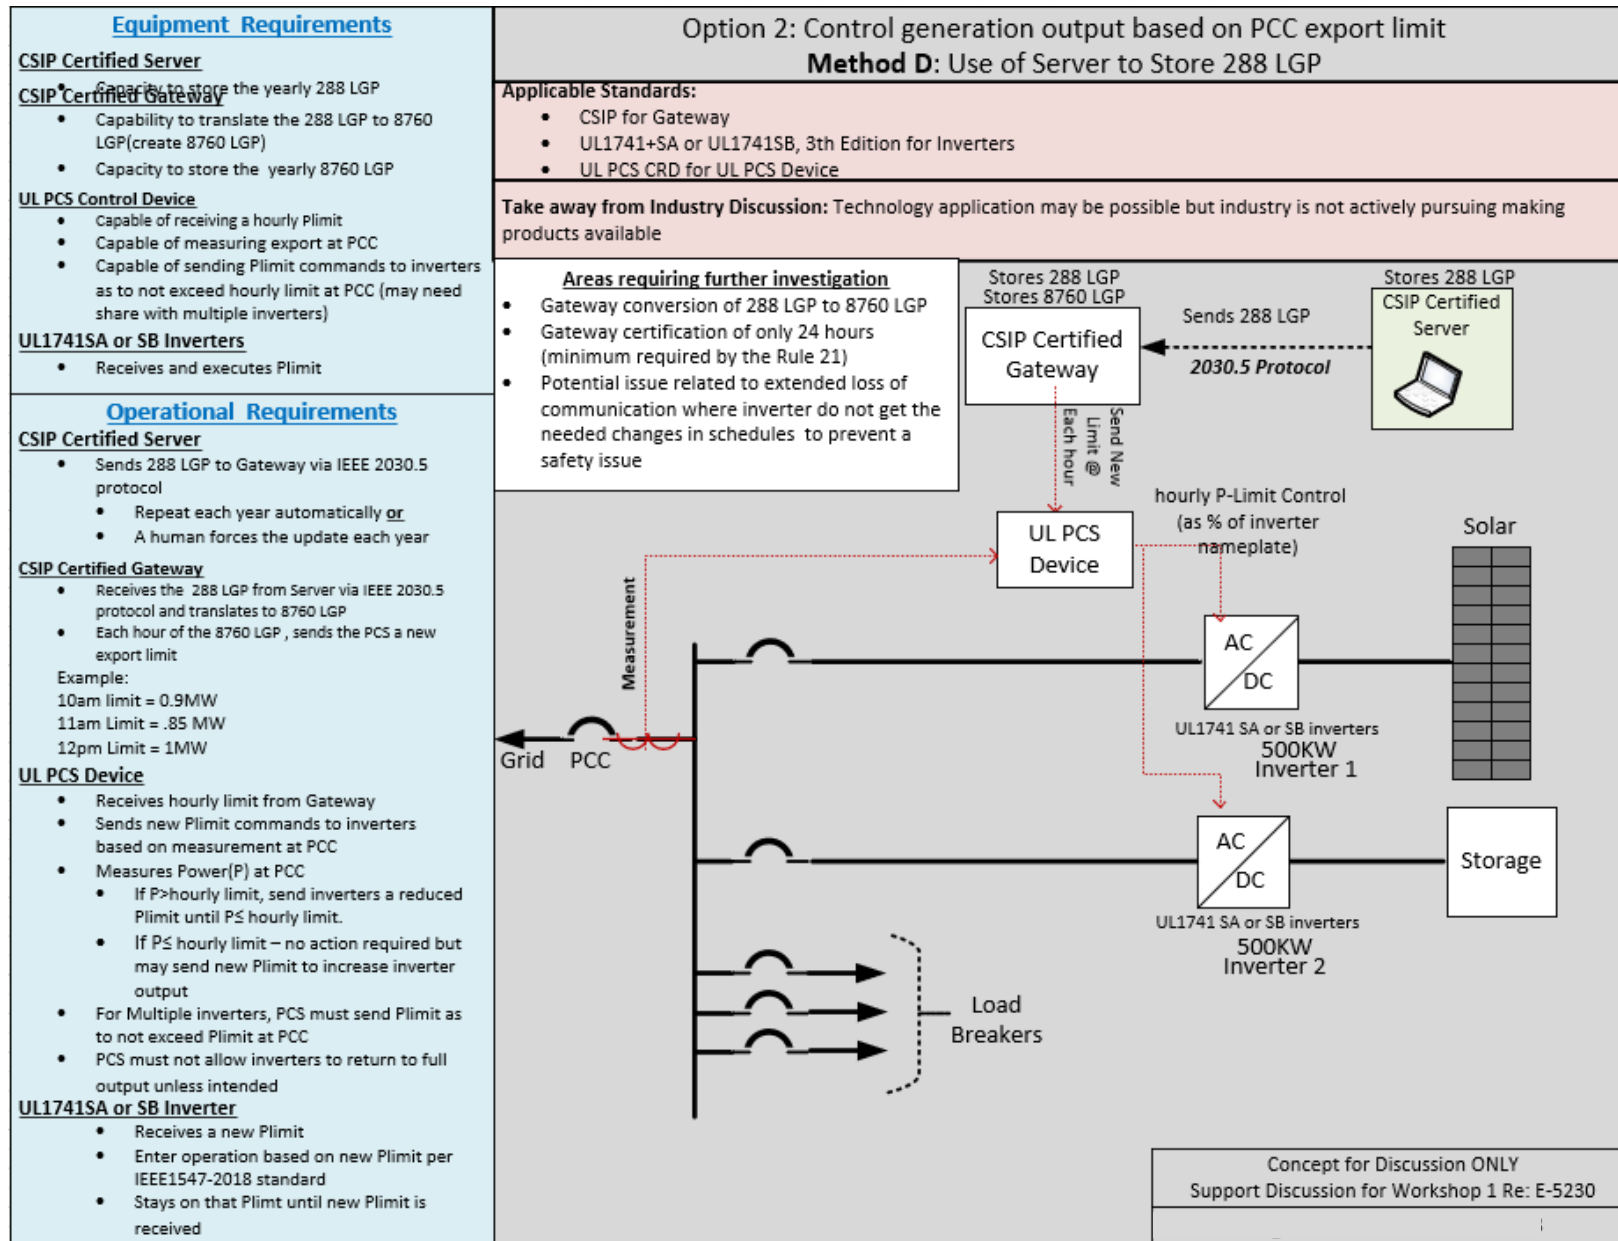 Equipment Requirements
CSIP Certified Server
• Capacity to store the yearly 288 LGP
CSIP Certified Gateway
• Capability to translate the 288 LGP to 8760
LGP(create 8760 LGP)
• Capacity to store the yearly 8760 LGP
UL PCS Control Device
• Capable of receiving a hourly Plimit
• Capable of measuring export at PCC
• Capable of sending Plimit commands to inverters
as to not exceed hourly limit at PCC (may need
share with multiple inverters)
UL1741SA or SB Inverters
• Receives and executes Plimit
Operational Requirements
CSIP Certified Server
• Sends 288 LGP to Gateway via IEEE 2030.5
protocol
• Repeat each year automatically or
• A human forces the update each year
CSIP Certified Gateway
• Receives the 288 LGP from Server via IEEE 2030.5
protocol and translates to 8760 LGP
• Each hour of the 8760 LGP , sends the PCS a new
export limit
Example:
10am limit = 0.9MW
11am Limit = .85 MW
12pm Limit = 1MW
UL PCS Device
• Receives hourly limit from Gateway
• Sends new Plimit commands to inverters
based on measurement at PCC
• Measures Power(P) at PCC
• If P>hourly limit, send inverters a reduced
Plimit until P≤ hourly limit.
• If P≤ hourly limit – no action required but
may send new Plimit to increase inverter
output
• For Multiple inverters, PCS must send Plimit as
to not exceed Plimit at PCC
• PCS must not allow inverters to return to full
output unless intended
UL1741SA or SB Inverter
• Receives a new Plimit
• Enter operation based on new Plimit per
IEEE1547-2018 standard
• Stays on that Plimt until new Plimit is
received
Option 2: Control generation output based on PCC export limit
Method D: Use of Server to Store 288 LGP
Applicable Standards:
• CSIP for Gateway
• UL1741+SA or UL1741SB, 3th Edition for Inverters
• UL PCS CRD for UL PCS Device
Take away from Industry Discussion: Technology application may be possible but industry is not actively pursuing making
products available
Areas requiring further investigation
• Gateway conversion of 288 LGP to 8760 LGP
• Gateway certification of only 24 hours
(minimum required by the Rule 21)
• Potential issue related to extended loss of
communication where inverter do not get the
needed changes in schedules to prevent a
safety issue
Stores 288 LGP
Stores 8760 LGP
CSIP Certified
Gateway
Sends 288 LGP
2030.5 Protocol
Stores 288 LGP
CSIP Certified
Server
Send New
Limit @
Each hour
UL PCS
Device
hourly P-Limit Control
(as % of inverter
nameplate)
Solar
Measurement
AC
DC
UL1741 SA or SB inverters
500KW
Inverter 1
Grid
PCC
AC
DC
UL1741 SA or SB inverters
500KW
Inverter 2
Storage
Load
Breakers
Concept for Discussion ONLY
Support Discussion for Workshop 1 Re: E-5230